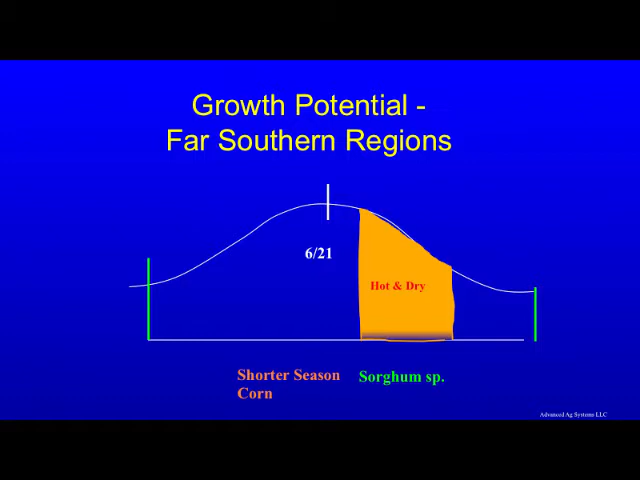 Growth Potential -
Far Southern Regions
6/21
Hot & Dry
Shorter Season
Corn
Sorghum sp.
Advanced Ag Systems LLC